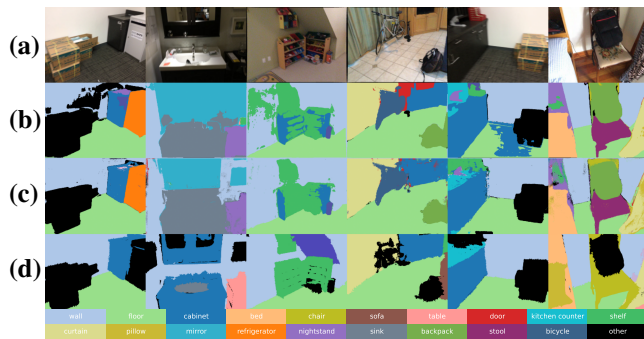 (a)
(b)
(c)
(d)
wall floor cabinet bed chair sofa table door kitchen counter shelf
curtain pillow mirror refrigerator nightstand sink backpack stool bicycle other